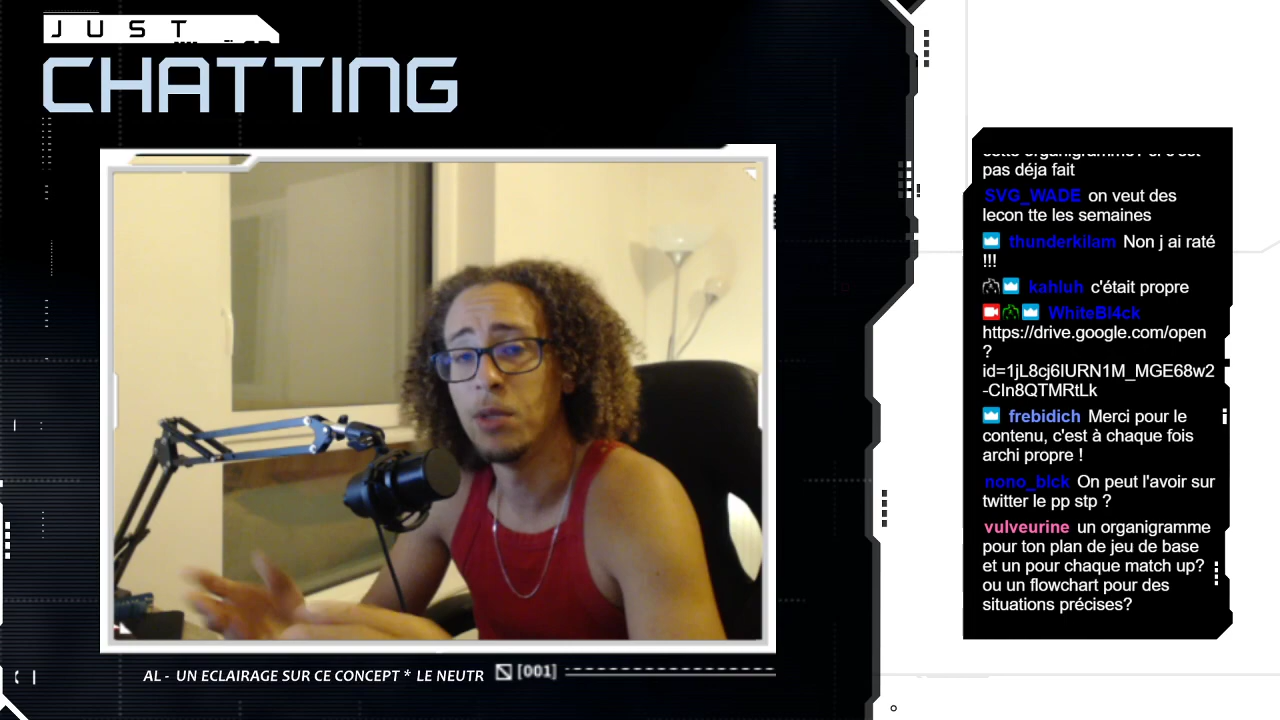 JUST
CHATTING
pas déja fait
SVG_WADE on veut des
lecon tte les semaines
thunderkilam Non j ai raté
!!!
kahluh c'était propre
WhiteBl4ck
https://drive.google.com/open
?
id=1jL8cj6lURN1M_MGE68w2
-CIn8QTMRtLk
frebidich Merci pour le
contenu, c'est à chaque fois
archi propre !
nono_blck On peut l'avoir sur
twitter le pp stp ?
vulveurine un organigramme
pour ton plan de jeu de base
et un pour chaque match up?
ou un flowchart pour des
situations précises?
AL - UN ECLAIRAGE SUR CE CONCEPT * LE NEUTR
[001]